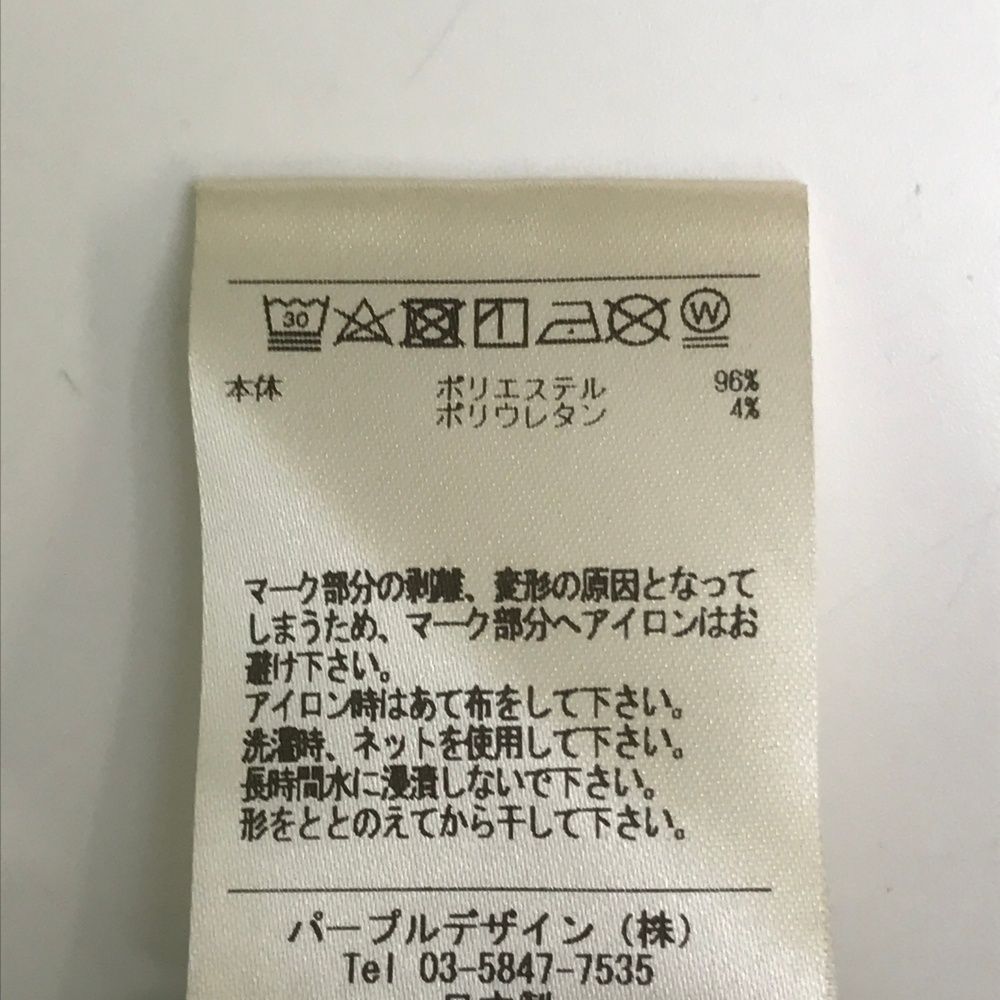 30 W
本体 ポリエステル 96%
ポリウレタン 4%
マーク部分の剥離、変形の原因となって
しまうため、マーク部分へアイロンはお
避け下さい。
アイロン時はあて布をして下さい。
洗濯時、ネットを使用して下さい。
長時間水に浸漬しないで下さい。
形をととのえてから干して下さい。
パープルデザイン(株)
Tel 03-5847-7535
日本製